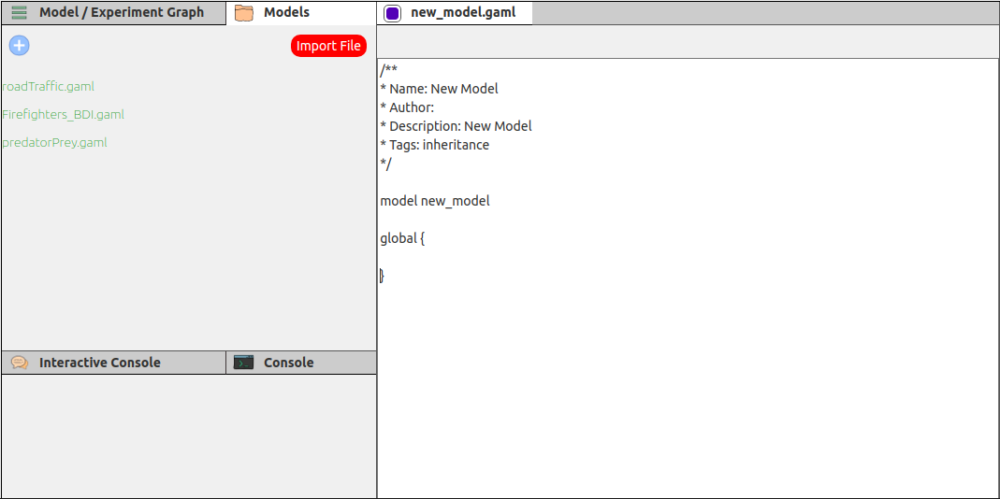 Model / Experiment Graph
Models
Import File
roadTraffic.gaml
Firefighters_BDI.gaml
predatorPrey.gaml
Interactive Console
Console
new_model.gaml
/**
* Name: New Model
* Author:
* Description: New Model
* Tags: inheritance
*/
model new_model
global {
}